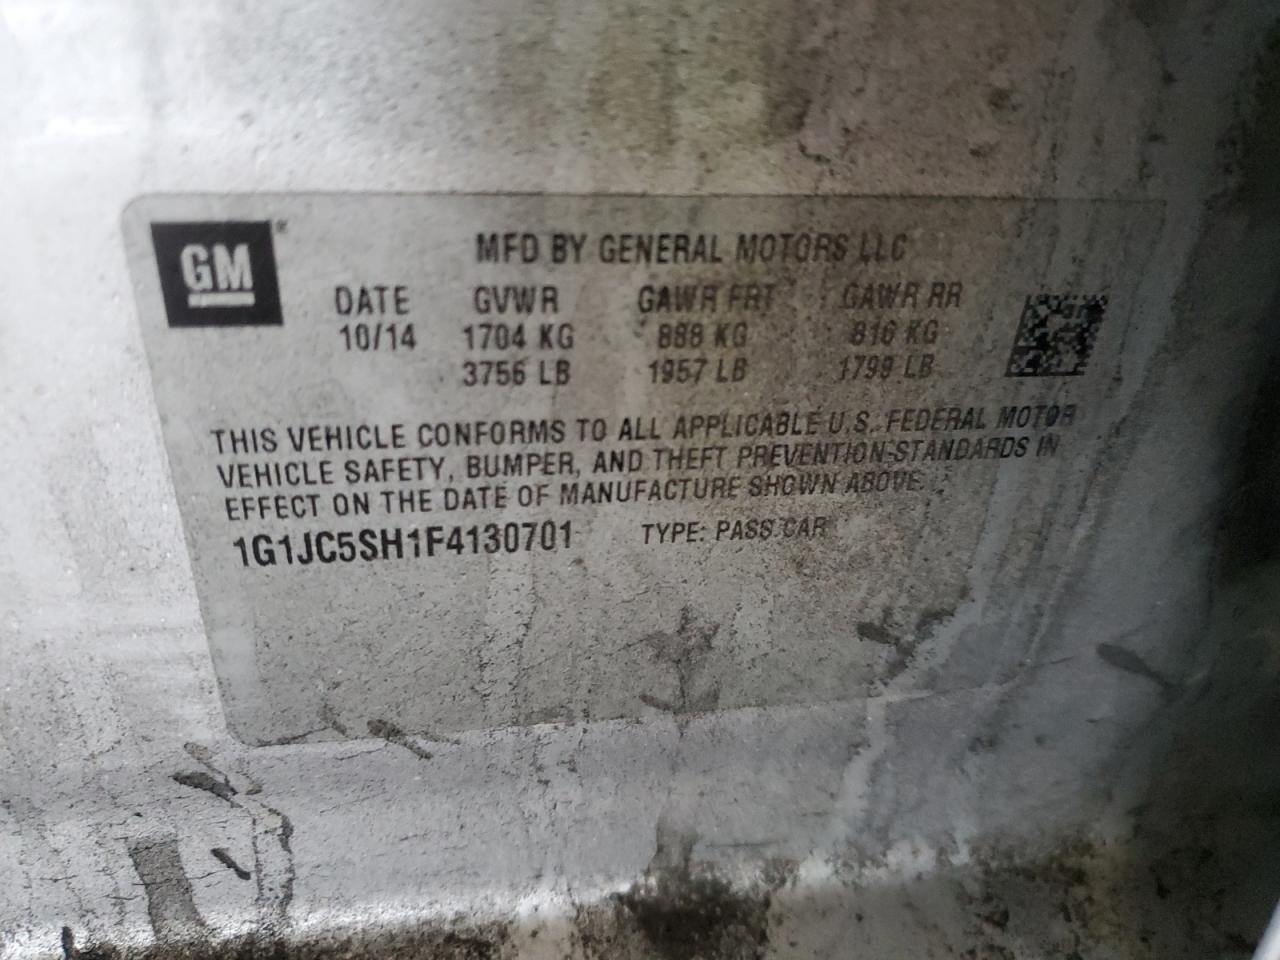 GM®
MFD BY GENERAL MOTORS LLC
DATE GVWR GAWR FRT GAWR RR
10/14 1704 KG 888 KG 816 KG
3756 LB 1957 LB 1799 LB
THIS VEHICLE CONFORMS TO ALL APPLICABLE U.S. FEDERAL MOTOR
VEHICLE SAFETY, BUMPER, AND THEFT PREVENTION STANDARDS IN
EFFECT ON THE DATE OF MANUFACTURE SHOWN ABOVE.
1G1JC5SH1F4130701 TYPE: PASS CAR